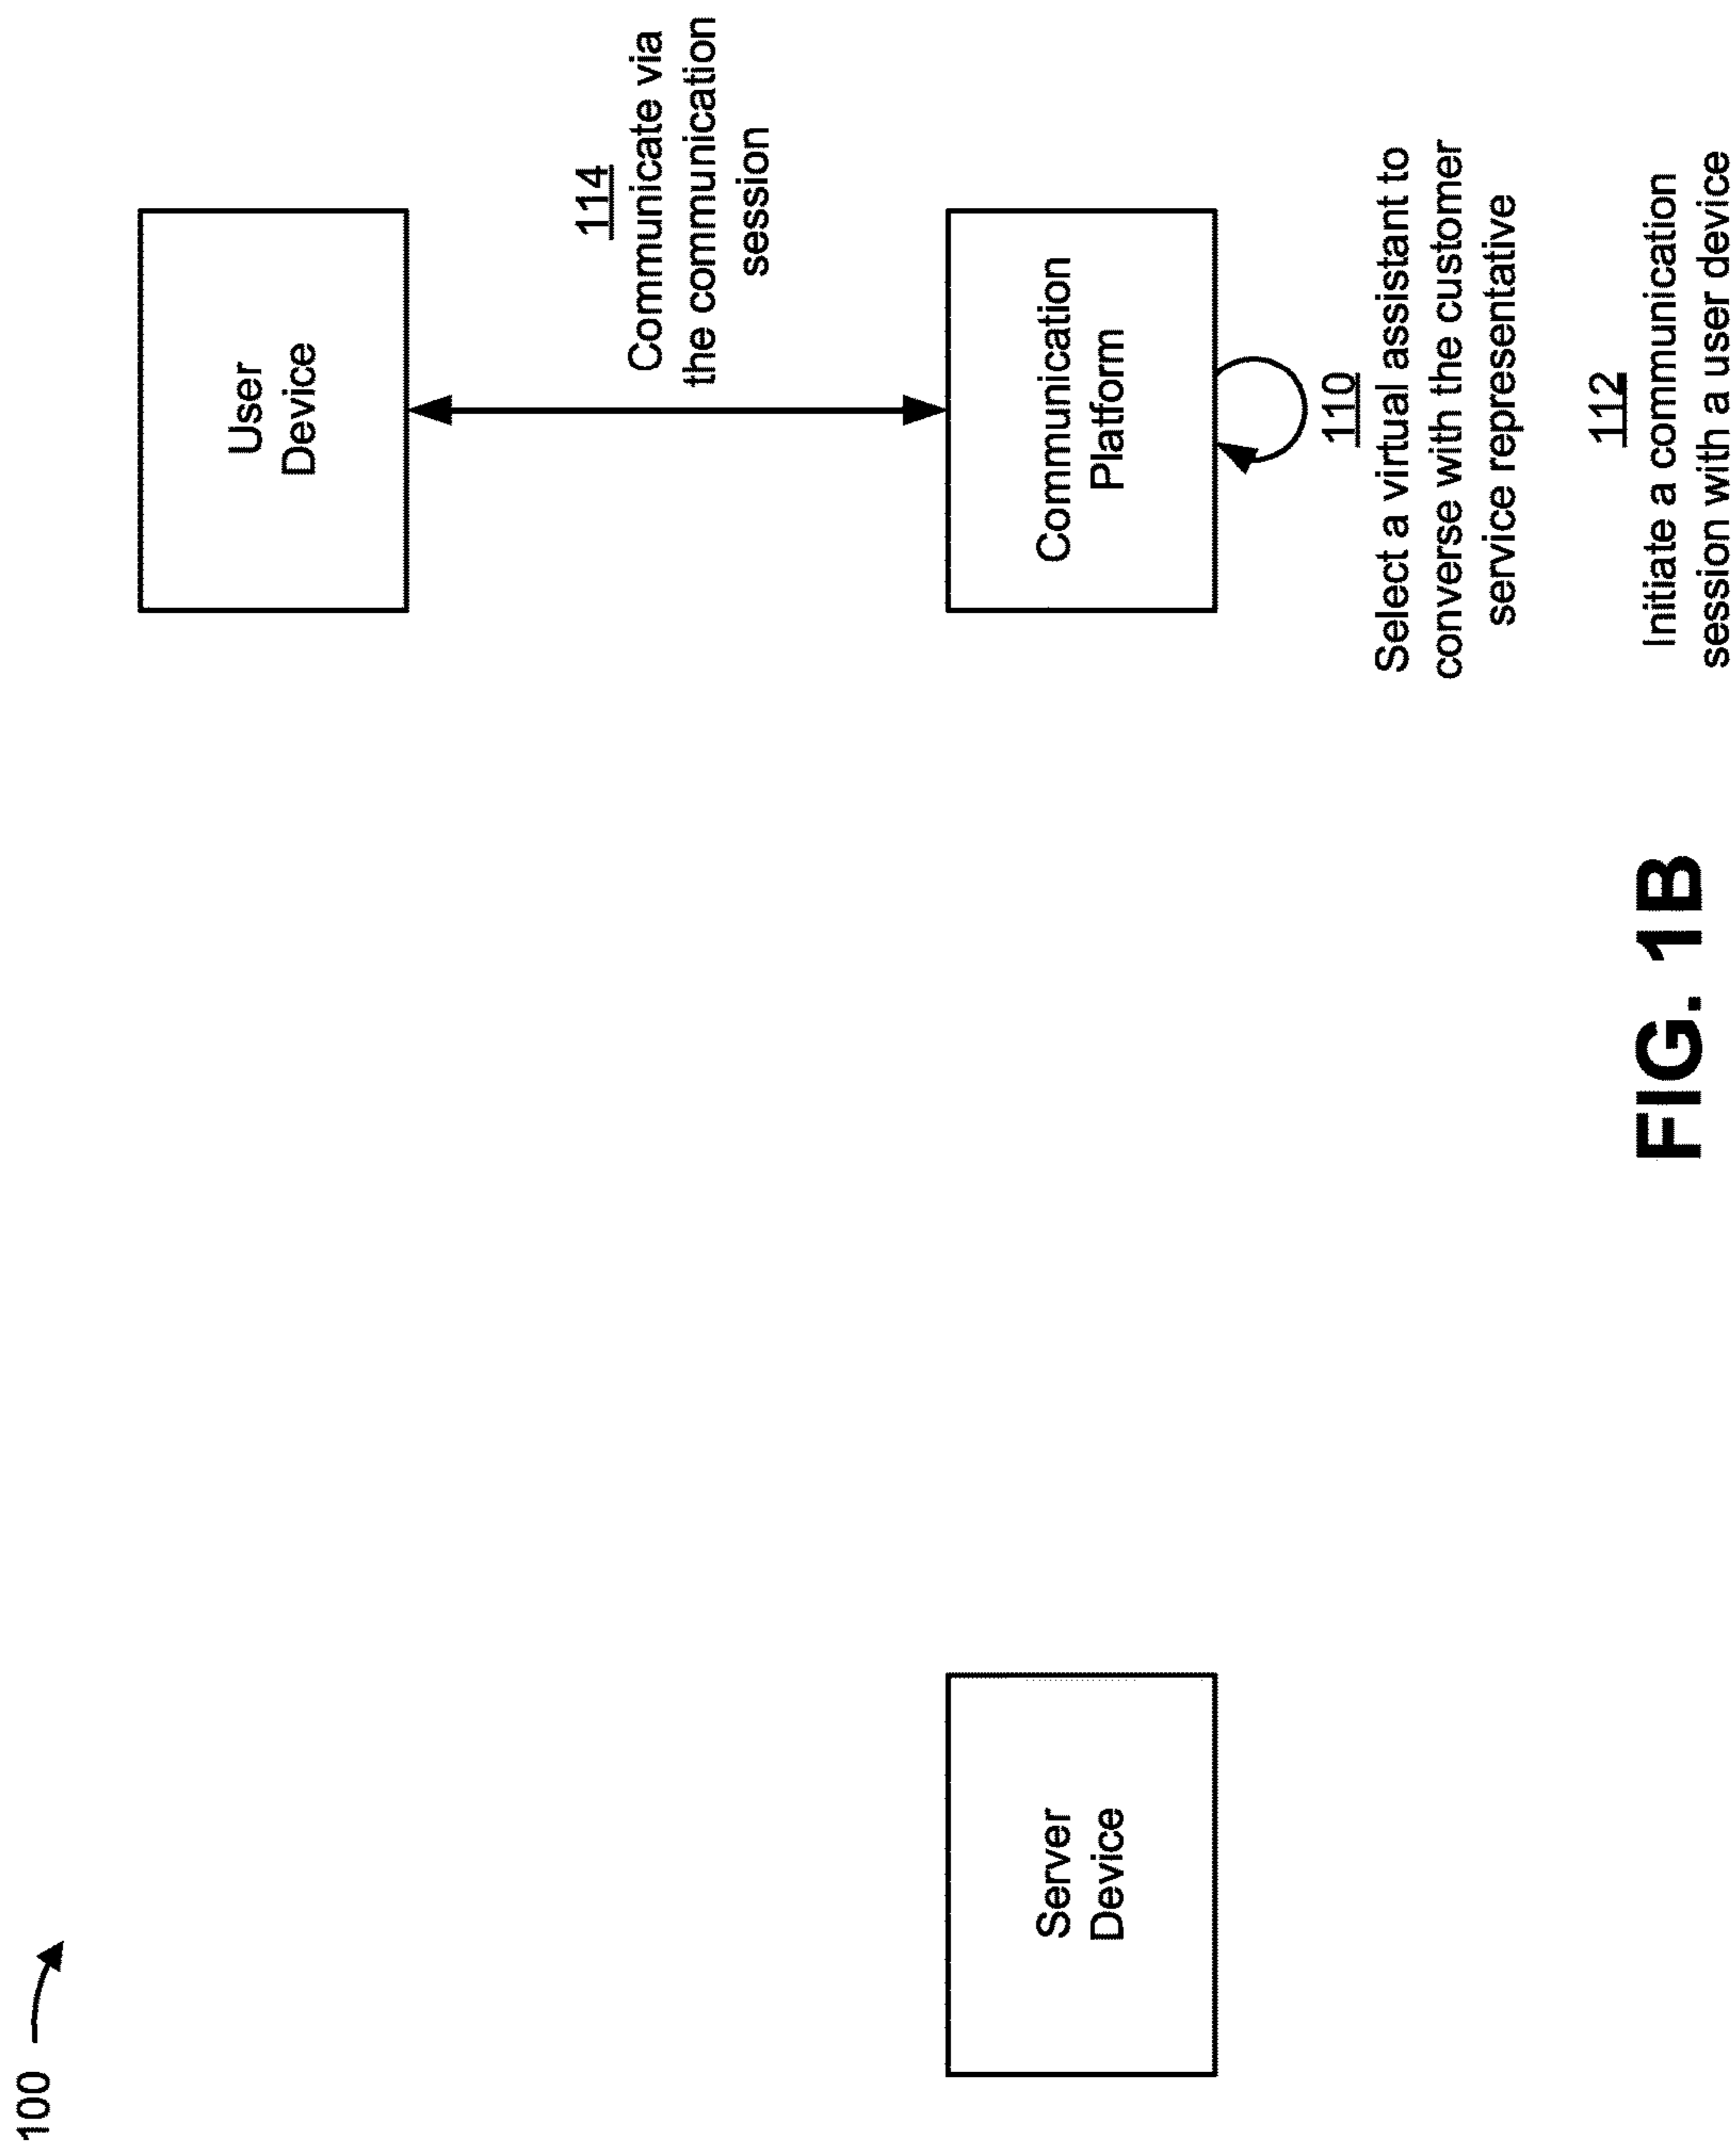 100
User
Device
114
Communicate via
the communication
session
Server
Device
Communication
Platform
110
Select a virtual assistant to
converse with the customer
service representative
112
Initiate a communication
session with a user device
FIG. 1B